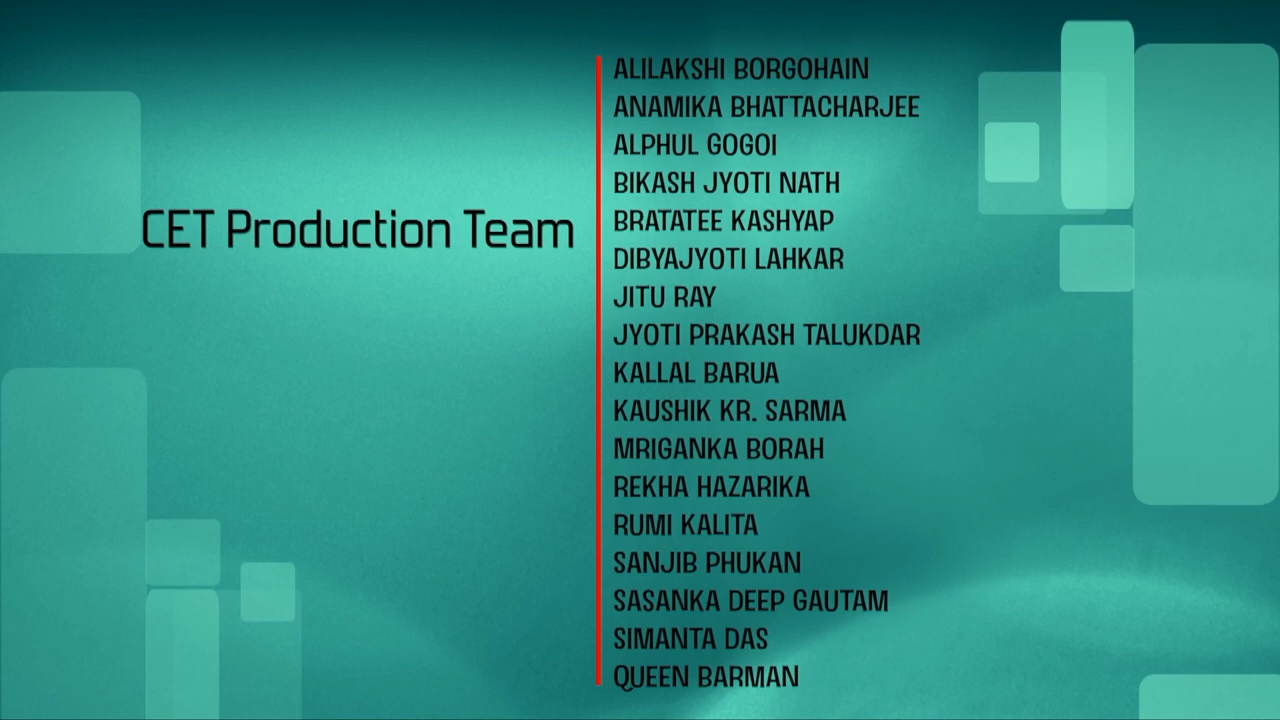 CET Production Team
ALILAKSHI BORGOHAIN
ANAMIKA BHATTACHARJEE
ALPHUL GOGOI
BIKASH JYOTI NATH
BRATATEE KASHYAP
DIBYAJYOTI LAHKAR
JITU RAY
JYOTI PRAKASH TALUKDAR
KALLAL BARUA
KAUSHIK KR. SARMA
MRIGANKA BORAH
REKHA HAZARIKA
RUMI KALITA
SANJIB PHUKAN
SASANKA DEEP GAUTAM
SIMANTA DAS
QUEEN BARMAN